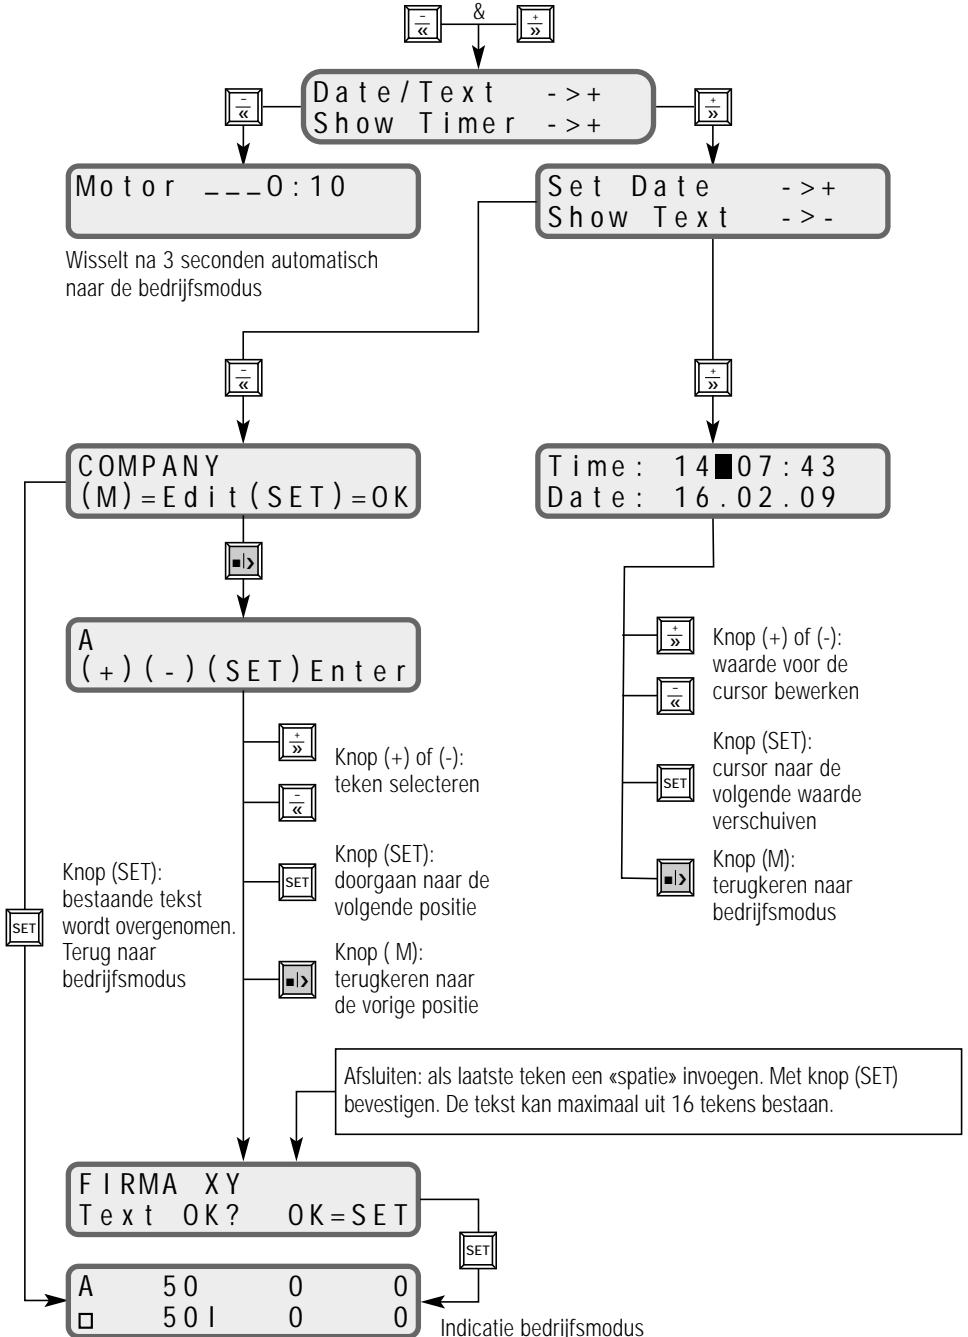 − « & + »
Date/Text ->+
Show Timer ->+
− «
+ »
Motor ___0:10
Set Date ->+
Show Text ->-
Wisselt na 3 seconden automatisch
naar de bedrijfsmodus
− «
+ »
COMPANY
(M)=Edit(SET)=OK
Time: 14█07:43
Date: 16.02.09
■|›
A
(+)(-)(SET)Enter
+ »
− «
Knop (+) of (-):
teken selecteren
SET
Knop (SET):
doorgaan naar de
volgende positie
■|›
Knop ( M):
terugkeren naar
de vorige positie
+ »
− «
Knop (+) of (-):
waarde voor de
cursor bewerken
SET
Knop (SET):
cursor naar de
volgende waarde
verschuiven
■|›
Knop (M):
terugkeren naar
bedrijfsmodus
SET
Knop (SET):
bestaande tekst
wordt overgenomen.
Terug naar
bedrijfsmodus
Afsluiten: als laatste teken een «spatie» invoegen. Met knop (SET)
bevestigen. De tekst kan maximaal uit 16 tekens bestaan.
FIRMA XY
Text OK? OK=SET
SET
A 50 0 0
□ 50I 0 0
Indicatie bedrijfsmodus